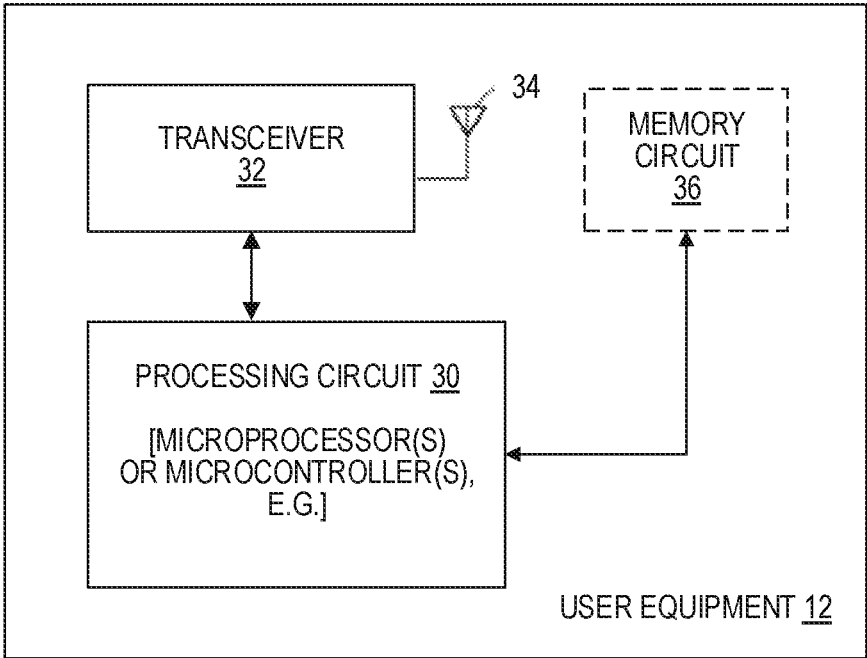 TRANSCEIVER
32
34
MEMORY
CIRCUIT
36
PROCESSING CIRCUIT 30
[MICROPROCESSOR(S)
OR MICROCONTROLLER(S),
E.G.]
USER EQUIPMENT 12